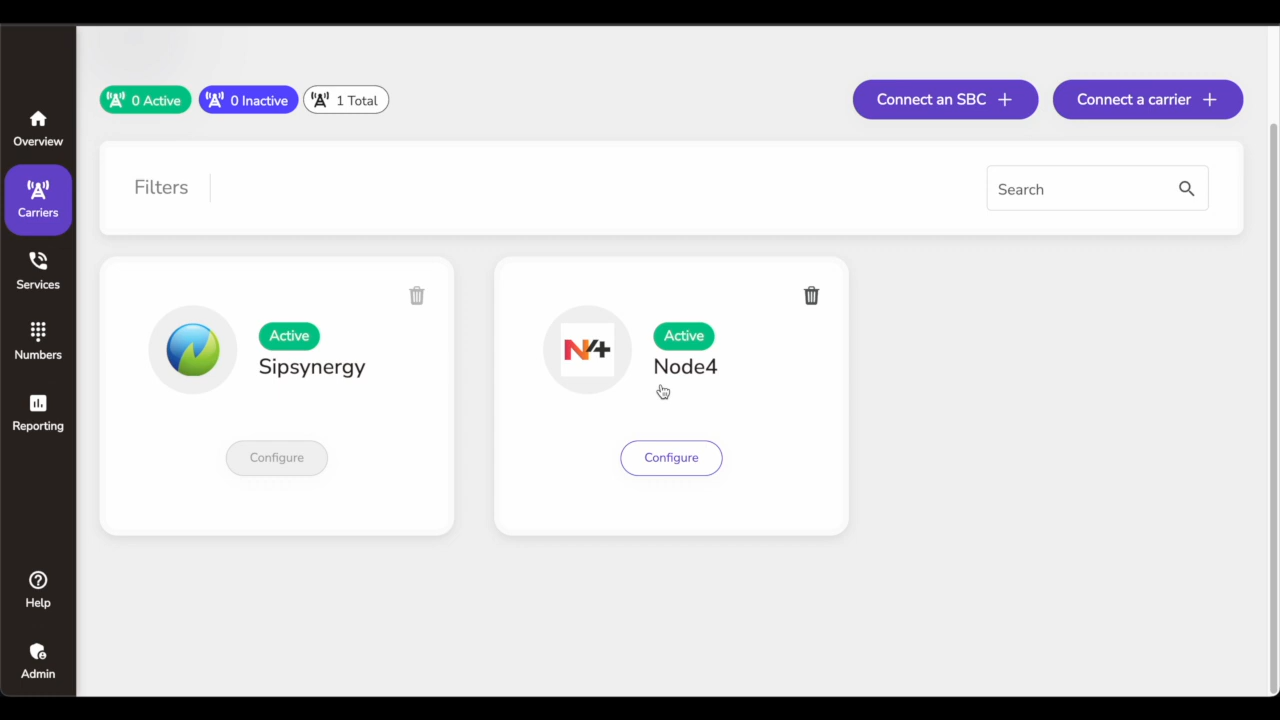 0 Active
0 Inactive
1 Total
Connect an SBC +
Connect a carrier +
Overview
Carriers
Services
Numbers
Reporting
Help
Admin
Filters
Search
Active
Sipsynergy
Configure
N4+
Active
Node4
Configure